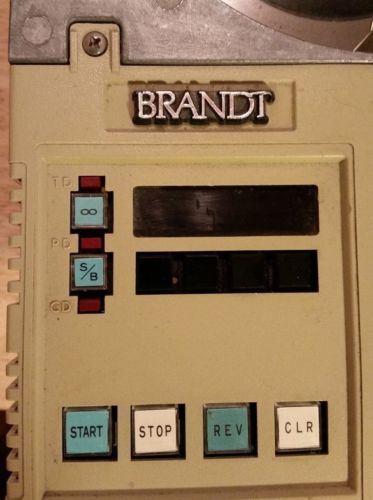 BRANDT
TD
∞
PD
S/B
CD
START STOP REV CLR